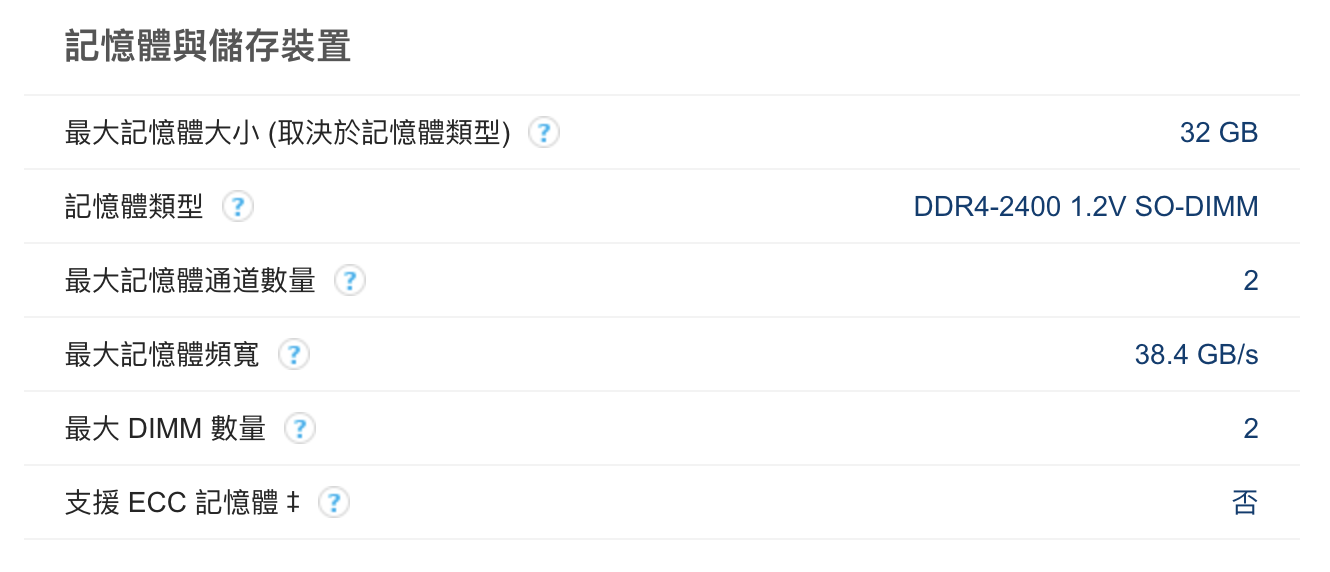 記憶體與儲存裝置
最大記憶體大小 (取決於記憶體類型) ? 32 GB
記憶體類型 ? DDR4-2400 1.2V SO-DIMM
最大記憶體通道數量 ? 2
最大記憶體頻寬 ? 38.4 GB/s
最大 DIMM 數量 ? 2
支援 ECC 記憶體 ‡ ? 否